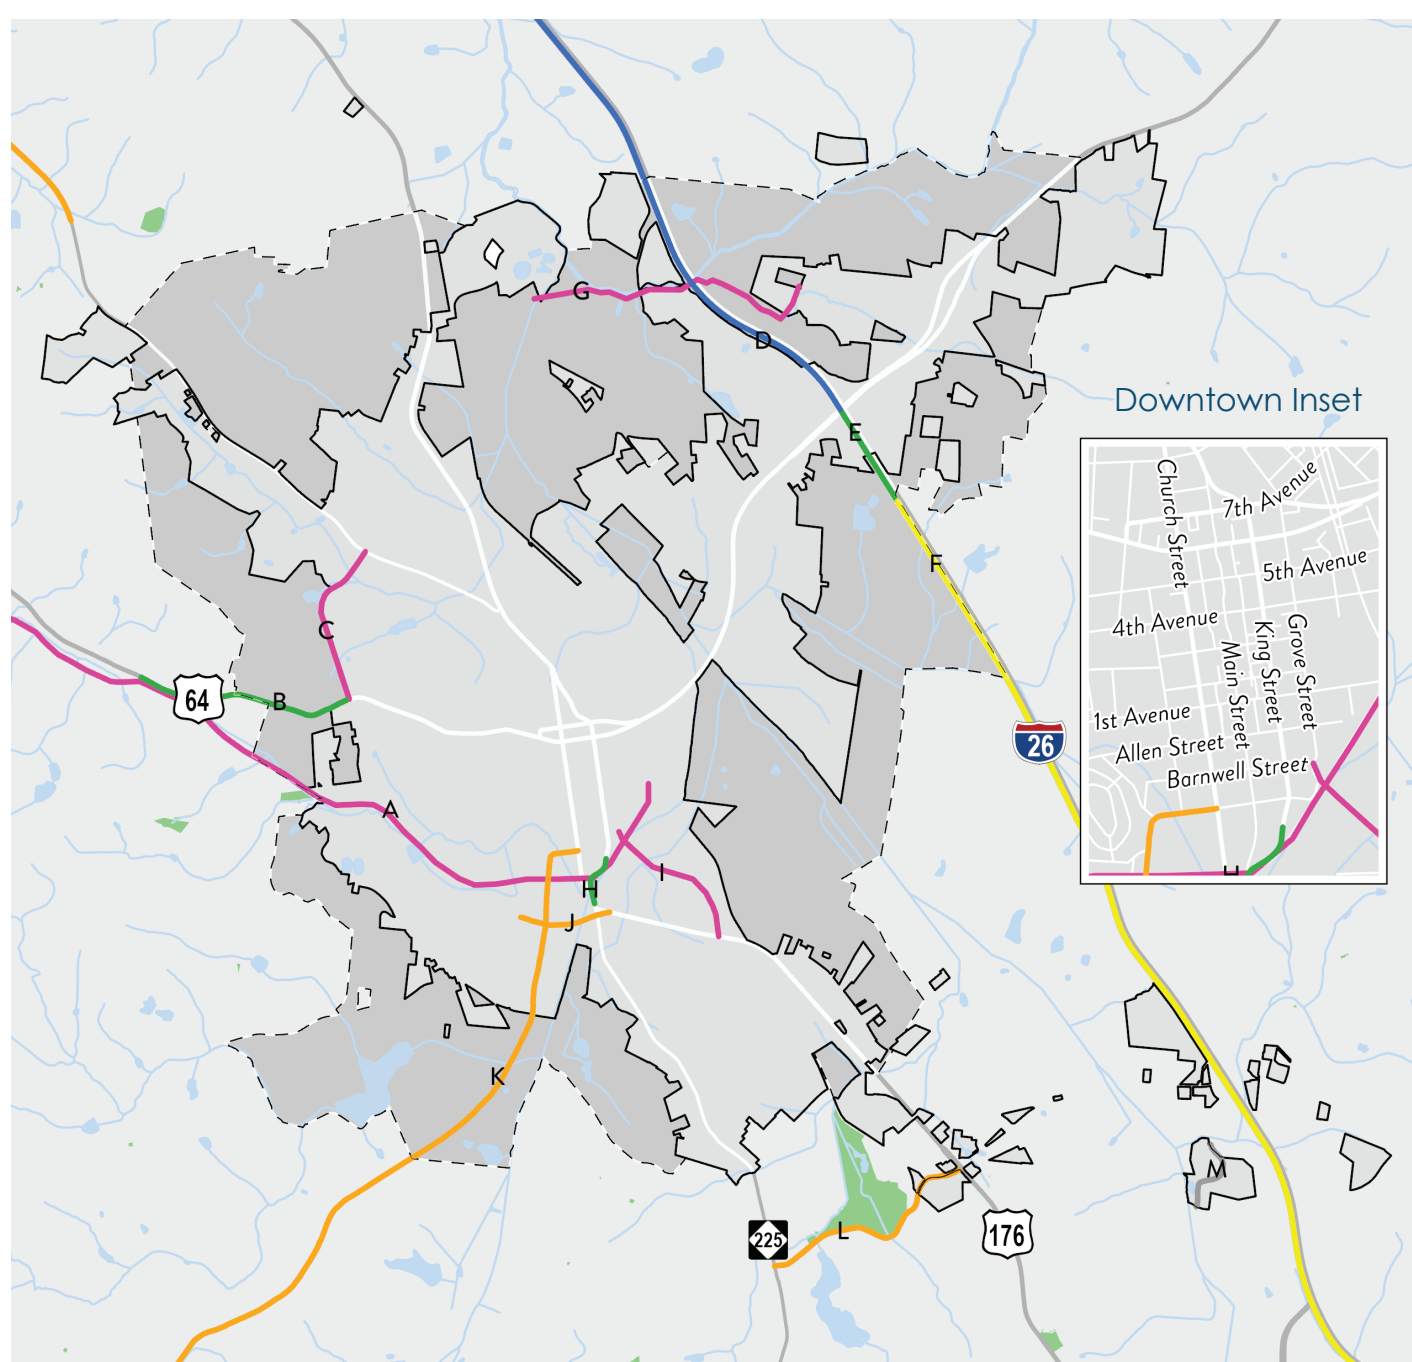 G
D
Downtown Inset
E
Church Street
7th Avenue
F
5th Avenue
4th Avenue
C
Grove Street
King Street
Main Street
64
B
1st Avenue
26
Allen Street
Barnwell Street
A
H
I
H
J
K
M
L
225
176